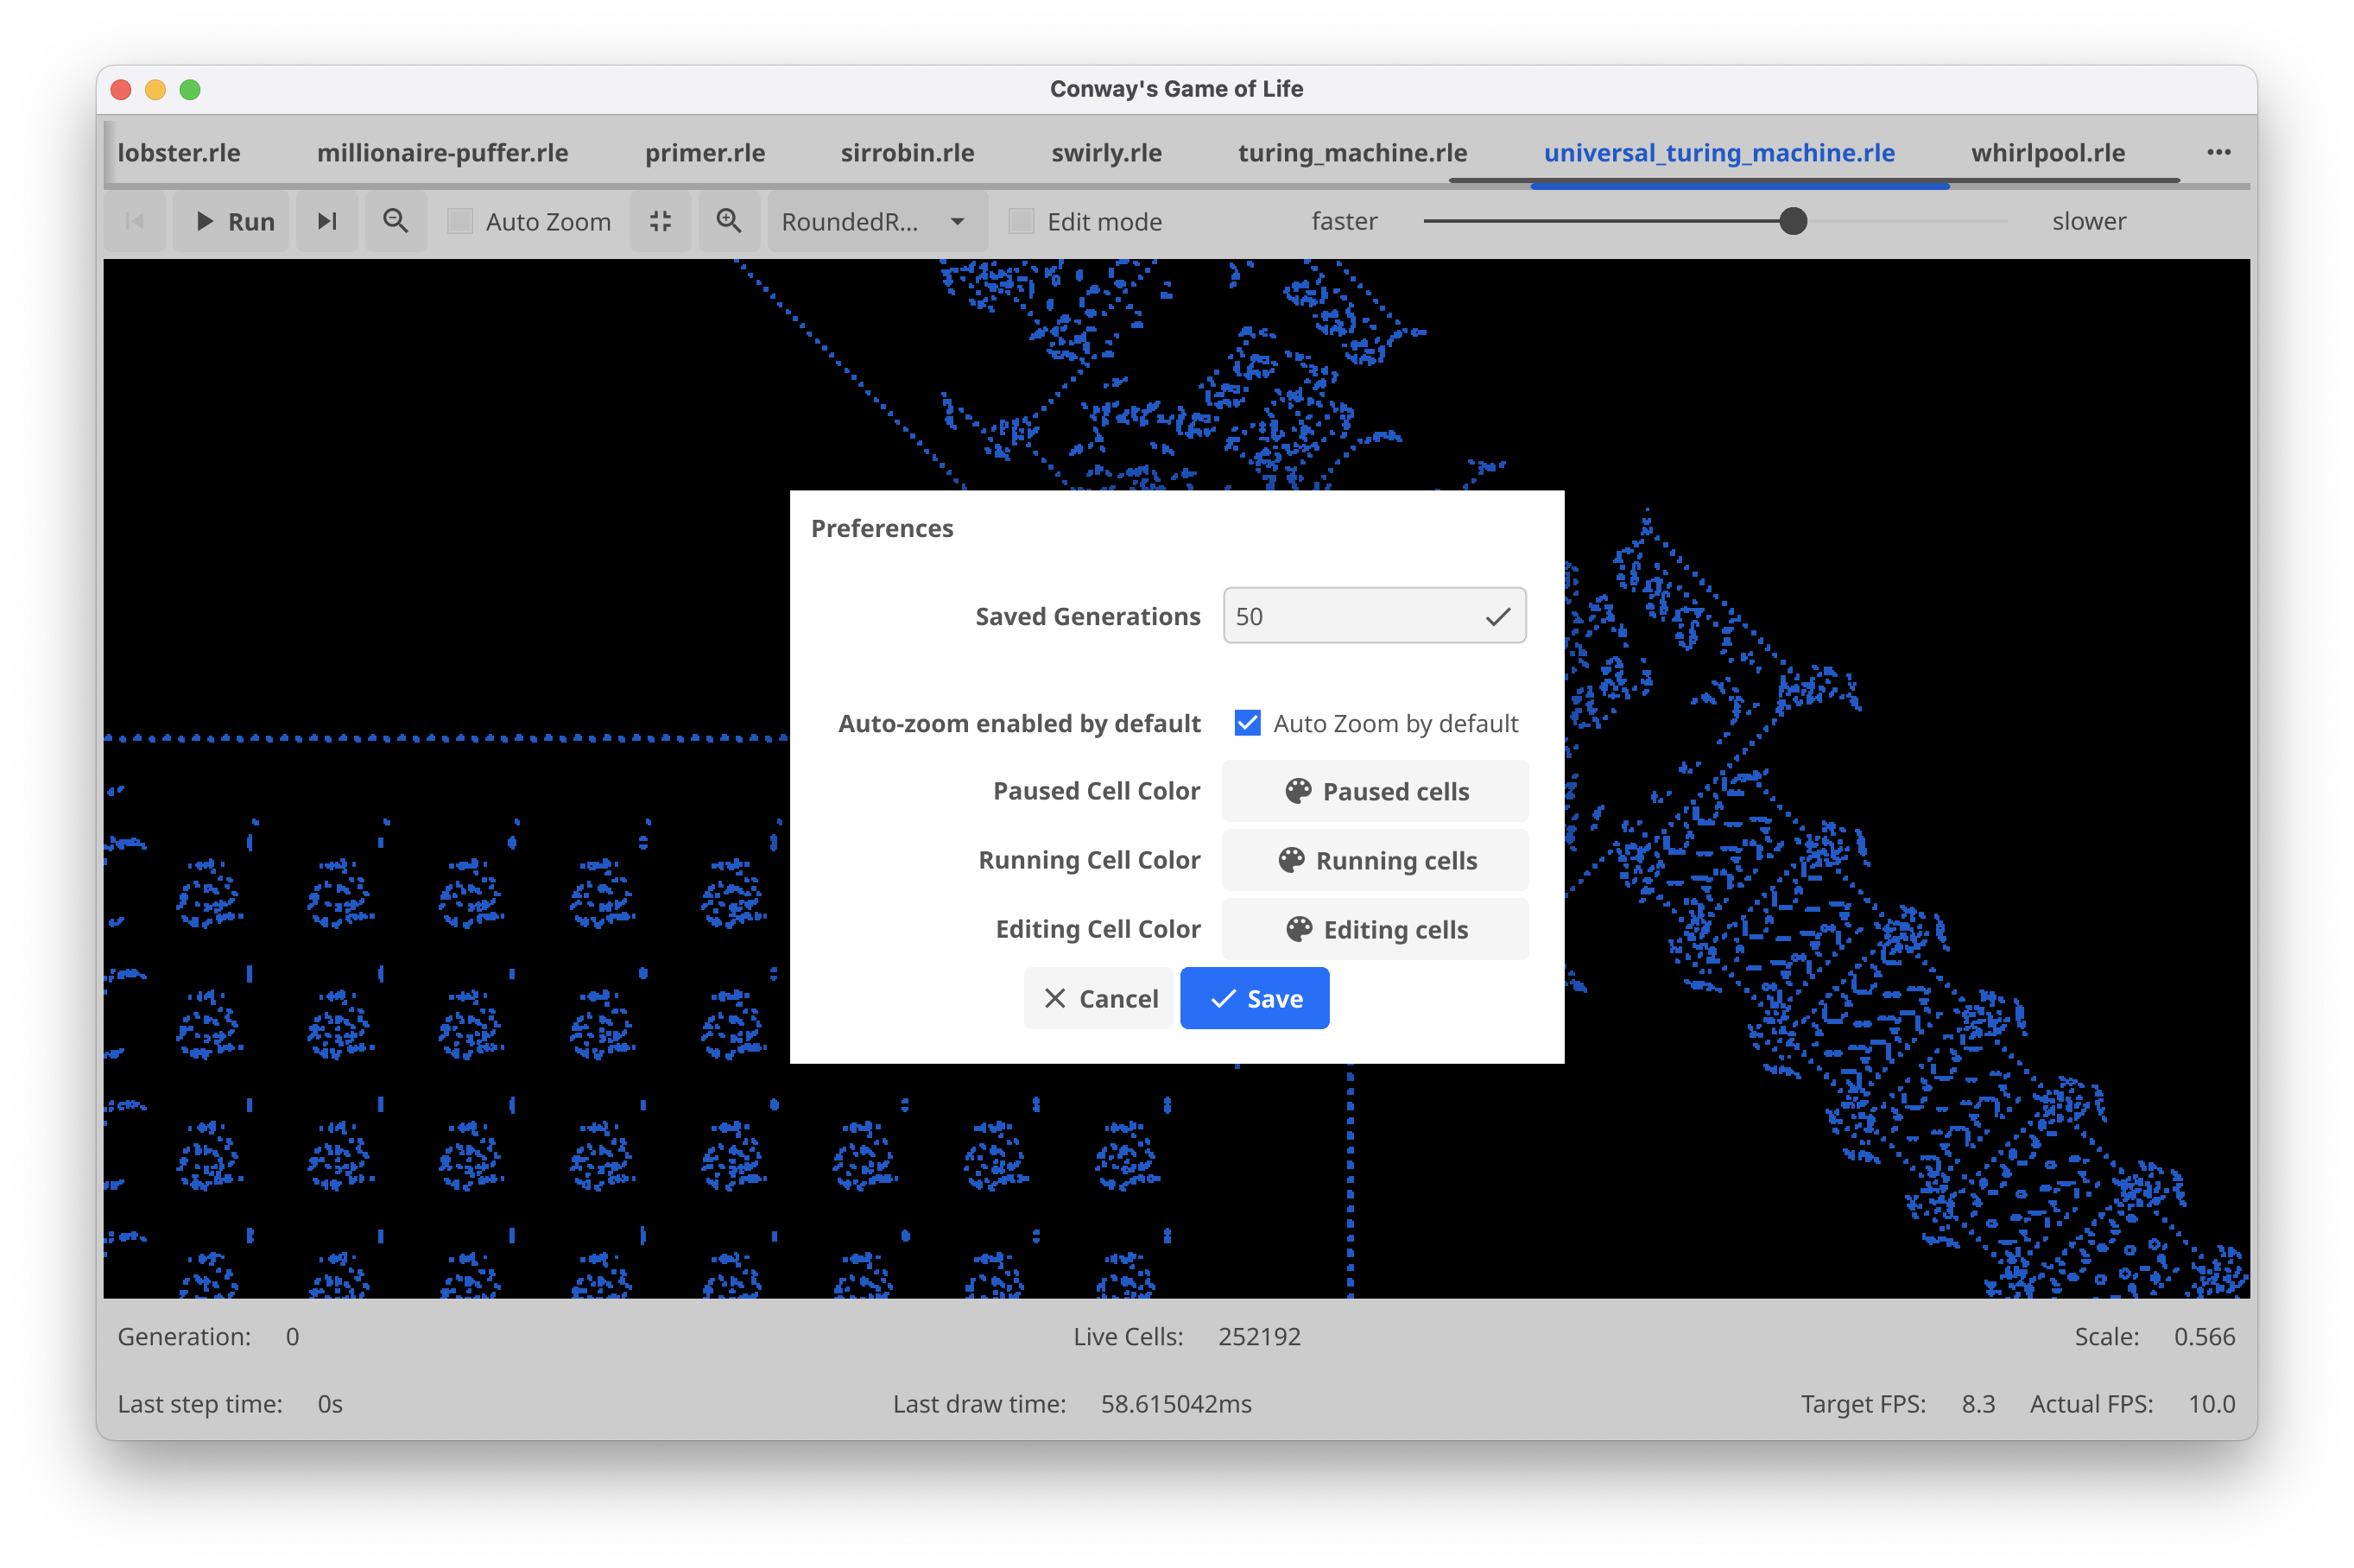 Conway's Game of Life
lobster.rle millionaire-puffer.rle primer.rle sirrobin.rle swirly.rle turing_machine.rle universal_turing_machine.rle whirlpool.rle ...
Run Auto Zoom RoundedR... Edit mode faster slower
Preferences
Saved Generations 50
Auto-zoom enabled by default Auto Zoom by default
Paused Cell Color Paused cells
Running Cell Color Running cells
Editing Cell Color Editing cells
Cancel Save
Generation: 0 Live Cells: 252192 Scale: 0.566
Last step time: 0s Last draw time: 58.615042ms Target FPS: 8.3 Actual FPS: 10.0